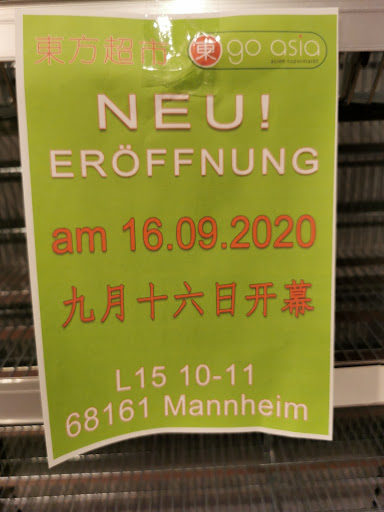 東方超市 東 go asia
NEU!
ERÖFFNUNG
am 16.09.2020
九月十六日开幕
L15 10-11
68161 Mannheim